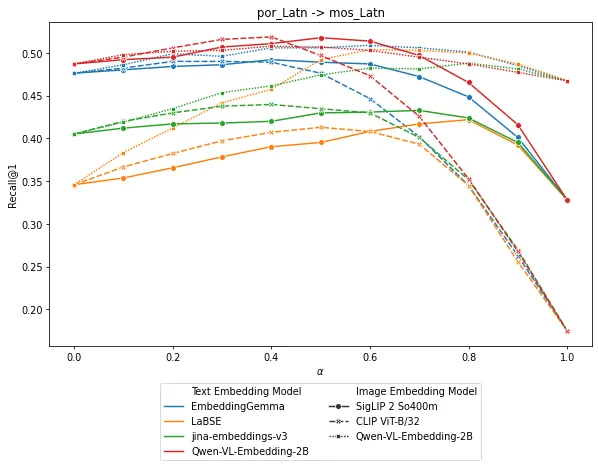 por_Latn -> mos_Latn
Recall@1
0.50
0.45
0.40
0.35
0.30
0.25
0.20
0.0
0.2
0.4
0.6
0.8
1.0
α
Text Embedding Model
EmbeddingGemma
LaBSE
jina-embeddings-v3
Qwen-VL-Embedding-2B
Image Embedding Model
SigLIP 2 So400m
CLIP ViT-B/32
Qwen-VL-Embedding-2B